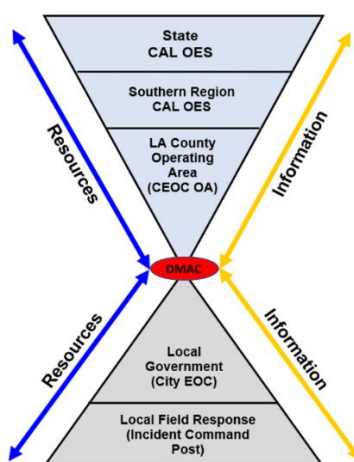 State
CAL OES
Southern Region
CAL OES
LA County
Operating
Area
(CEOC OA)
Resources
Information
DMAC
Resources
Information
Local
Government
(City EOC)
Local Field Response
(Incident Command
Post)